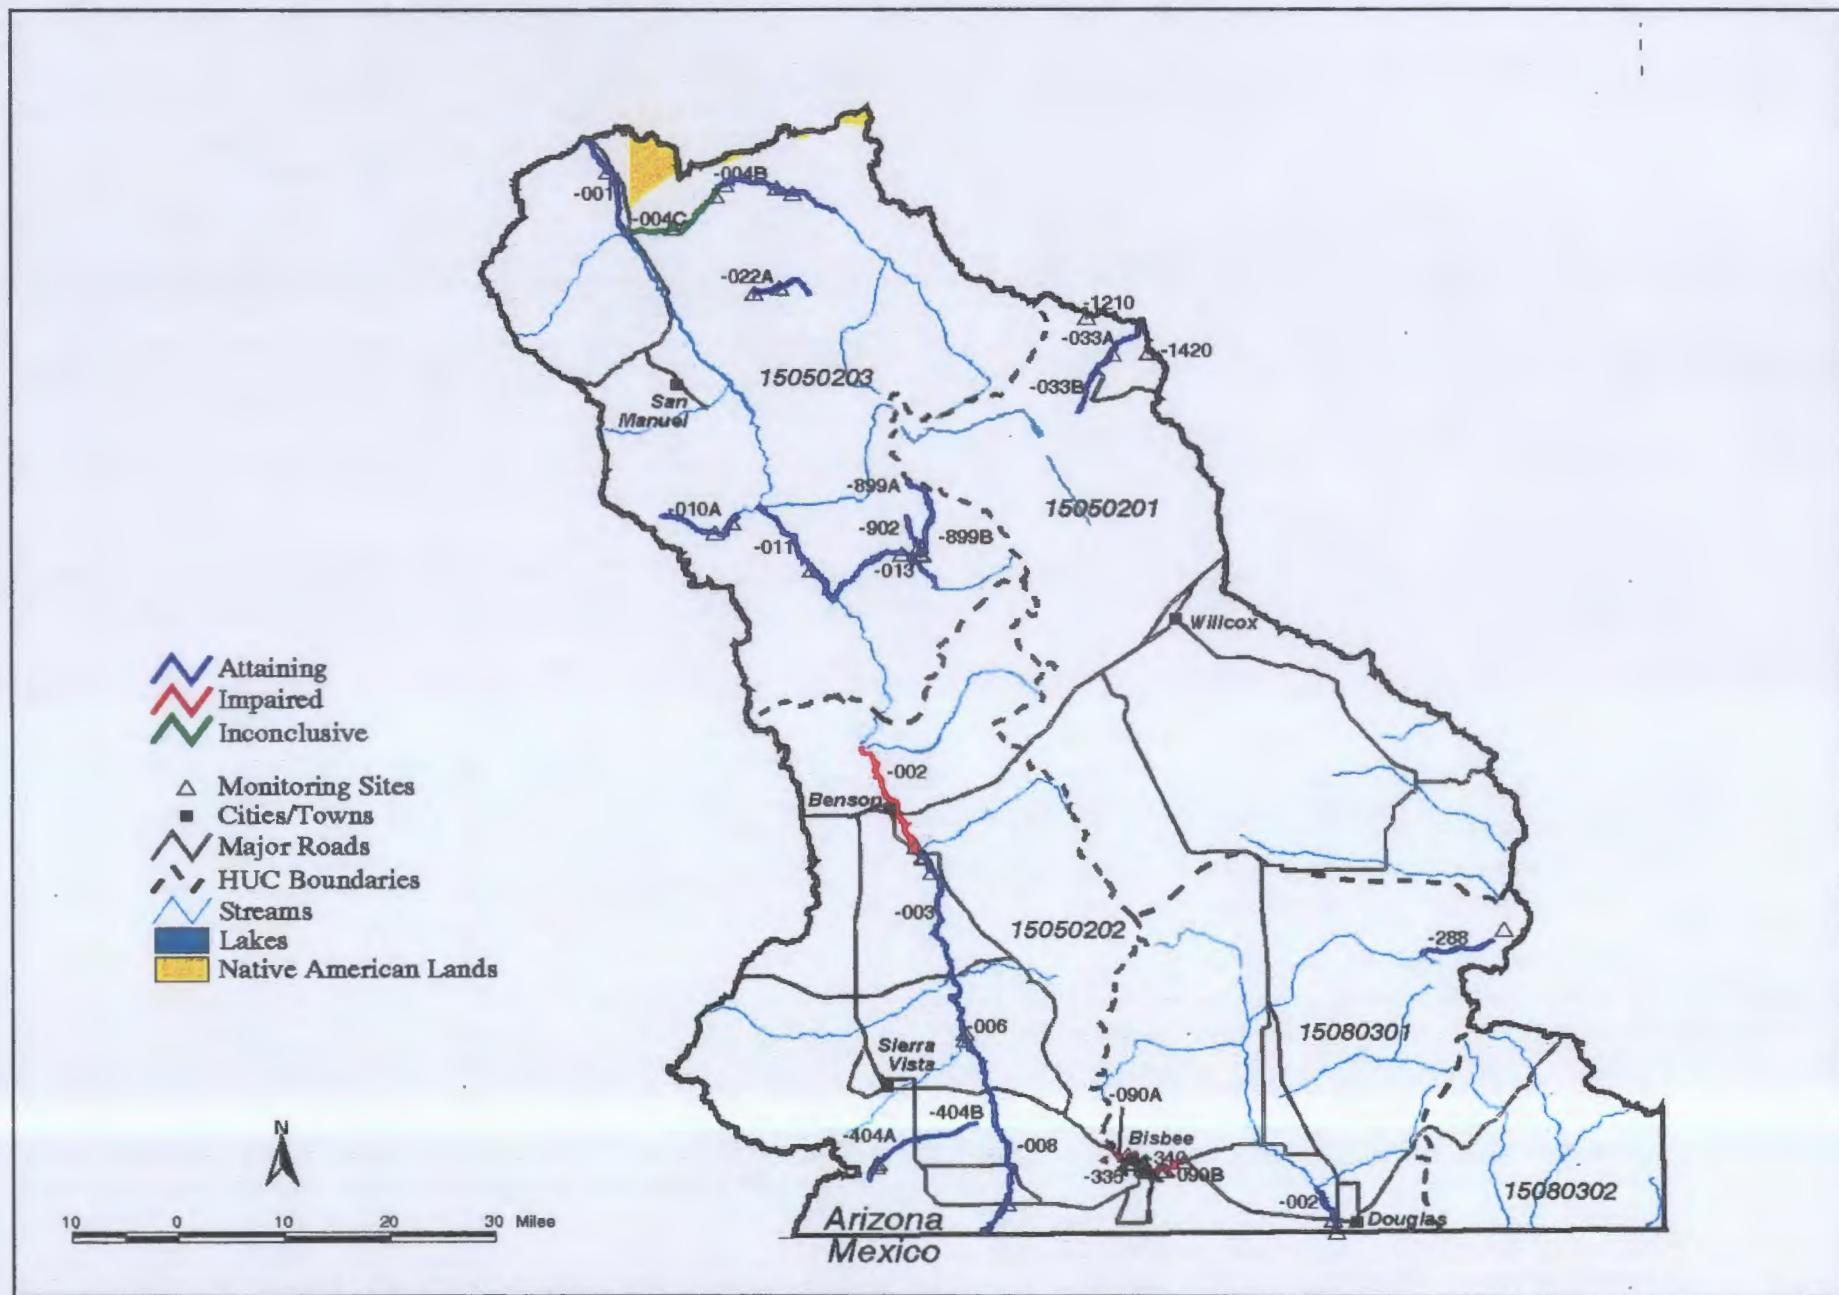 -004B
-001
-004C
-022A
-1210
-033A
-1420
15050203
-033B
San
Manuel
-899A
15050201
-010A
-902
-899B
-011
-013
Willcox
Attaining
Impaired
Inconclusive
-002
Monitoring Sites
Benson
Cities/Towns
Major Roads
HUC Boundaries
Streams
-003
15050202
Lakes
-288
Native American Lands
-006
15080301
Sierra
Vista
-090A
-404B
N
-404A
-008
Bisbee
-090B
15080302
-002
Arizona
Douglas
10 0 10 20 30 Miles
Mexico